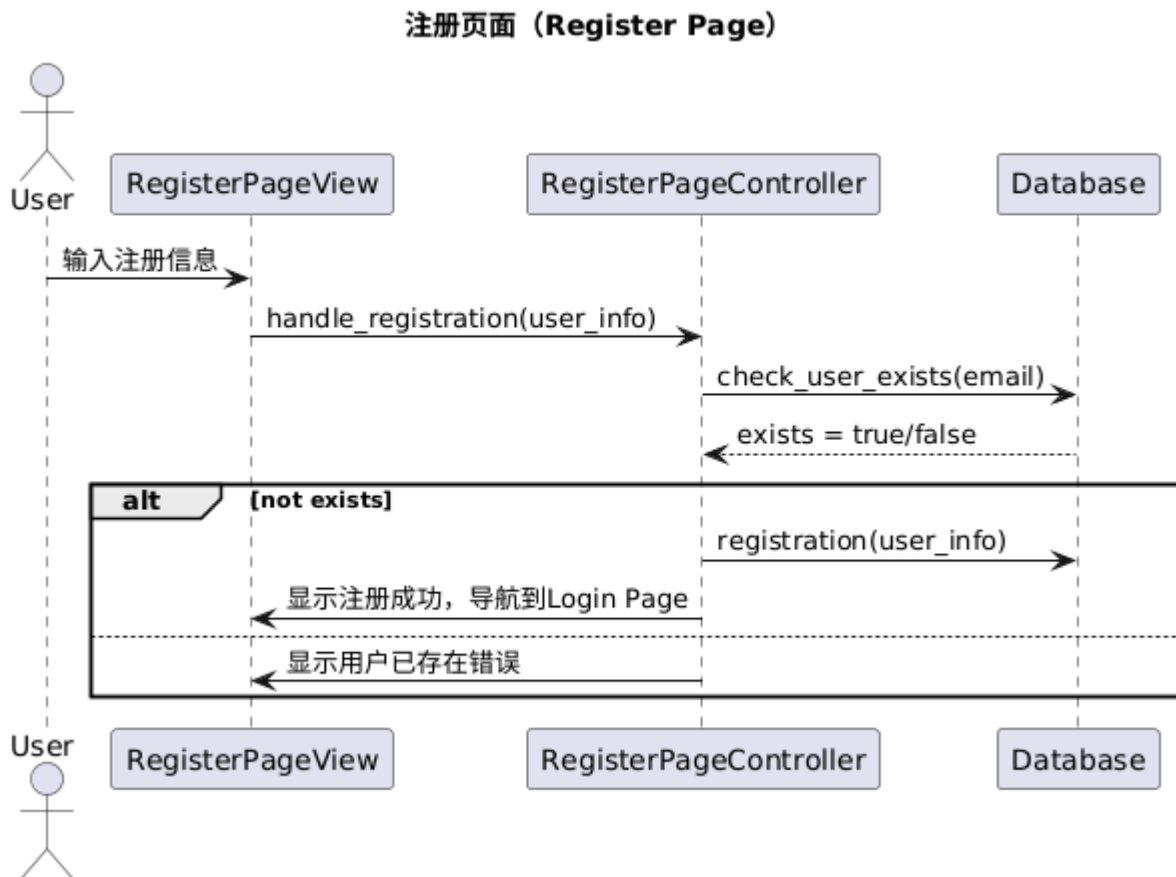 注册页面（Register Page）
User
RegisterPageView
RegisterPageController
Database
输入注册信息
handle_registration(user_info)
check_user_exists(email)
exists = true/false
alt
[not exists]
registration(user_info)
显示注册成功，导航到Login Page
显示用户已存在错误
User
RegisterPageView
RegisterPageController
Database